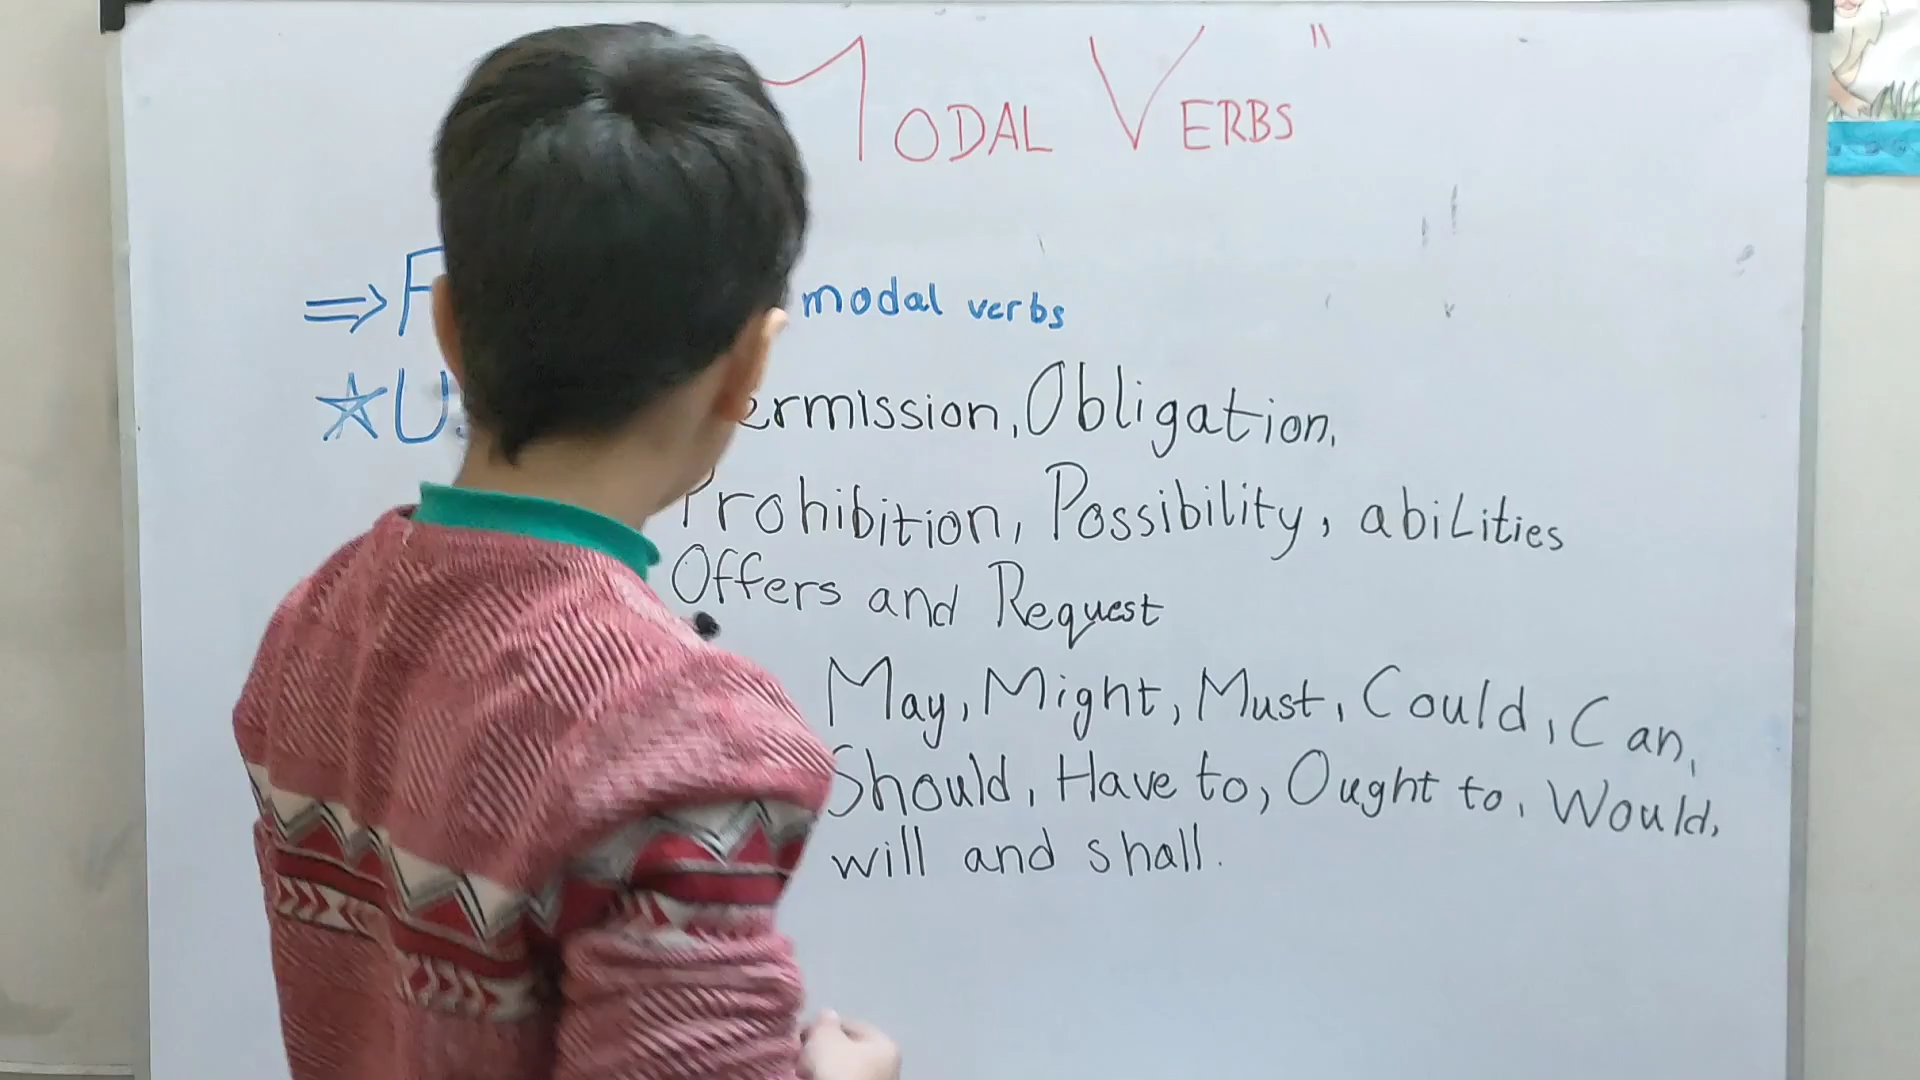 MODAL VERBS "
⇒ modal verbs
Obligation,
Prohibition, Possibility, abilities
Offers and Request
May, Might, Must, Could, Can,
Should, Have to, Ought to, Would,
will and shall.